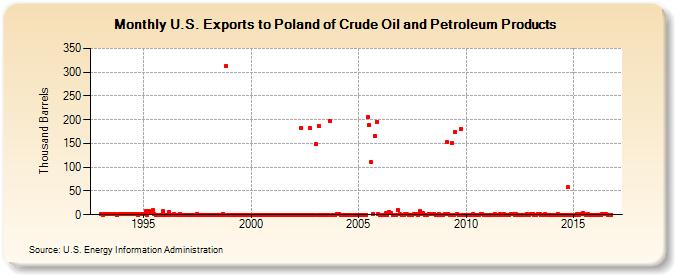 Monthly U.S. Exports to Poland of Crude Oil and Petroleum Products
Thousand Barrels
350
300
250
200
150
100
50
0
1995 2000 2005 2010 2015
Source: U.S. Energy Information Administration